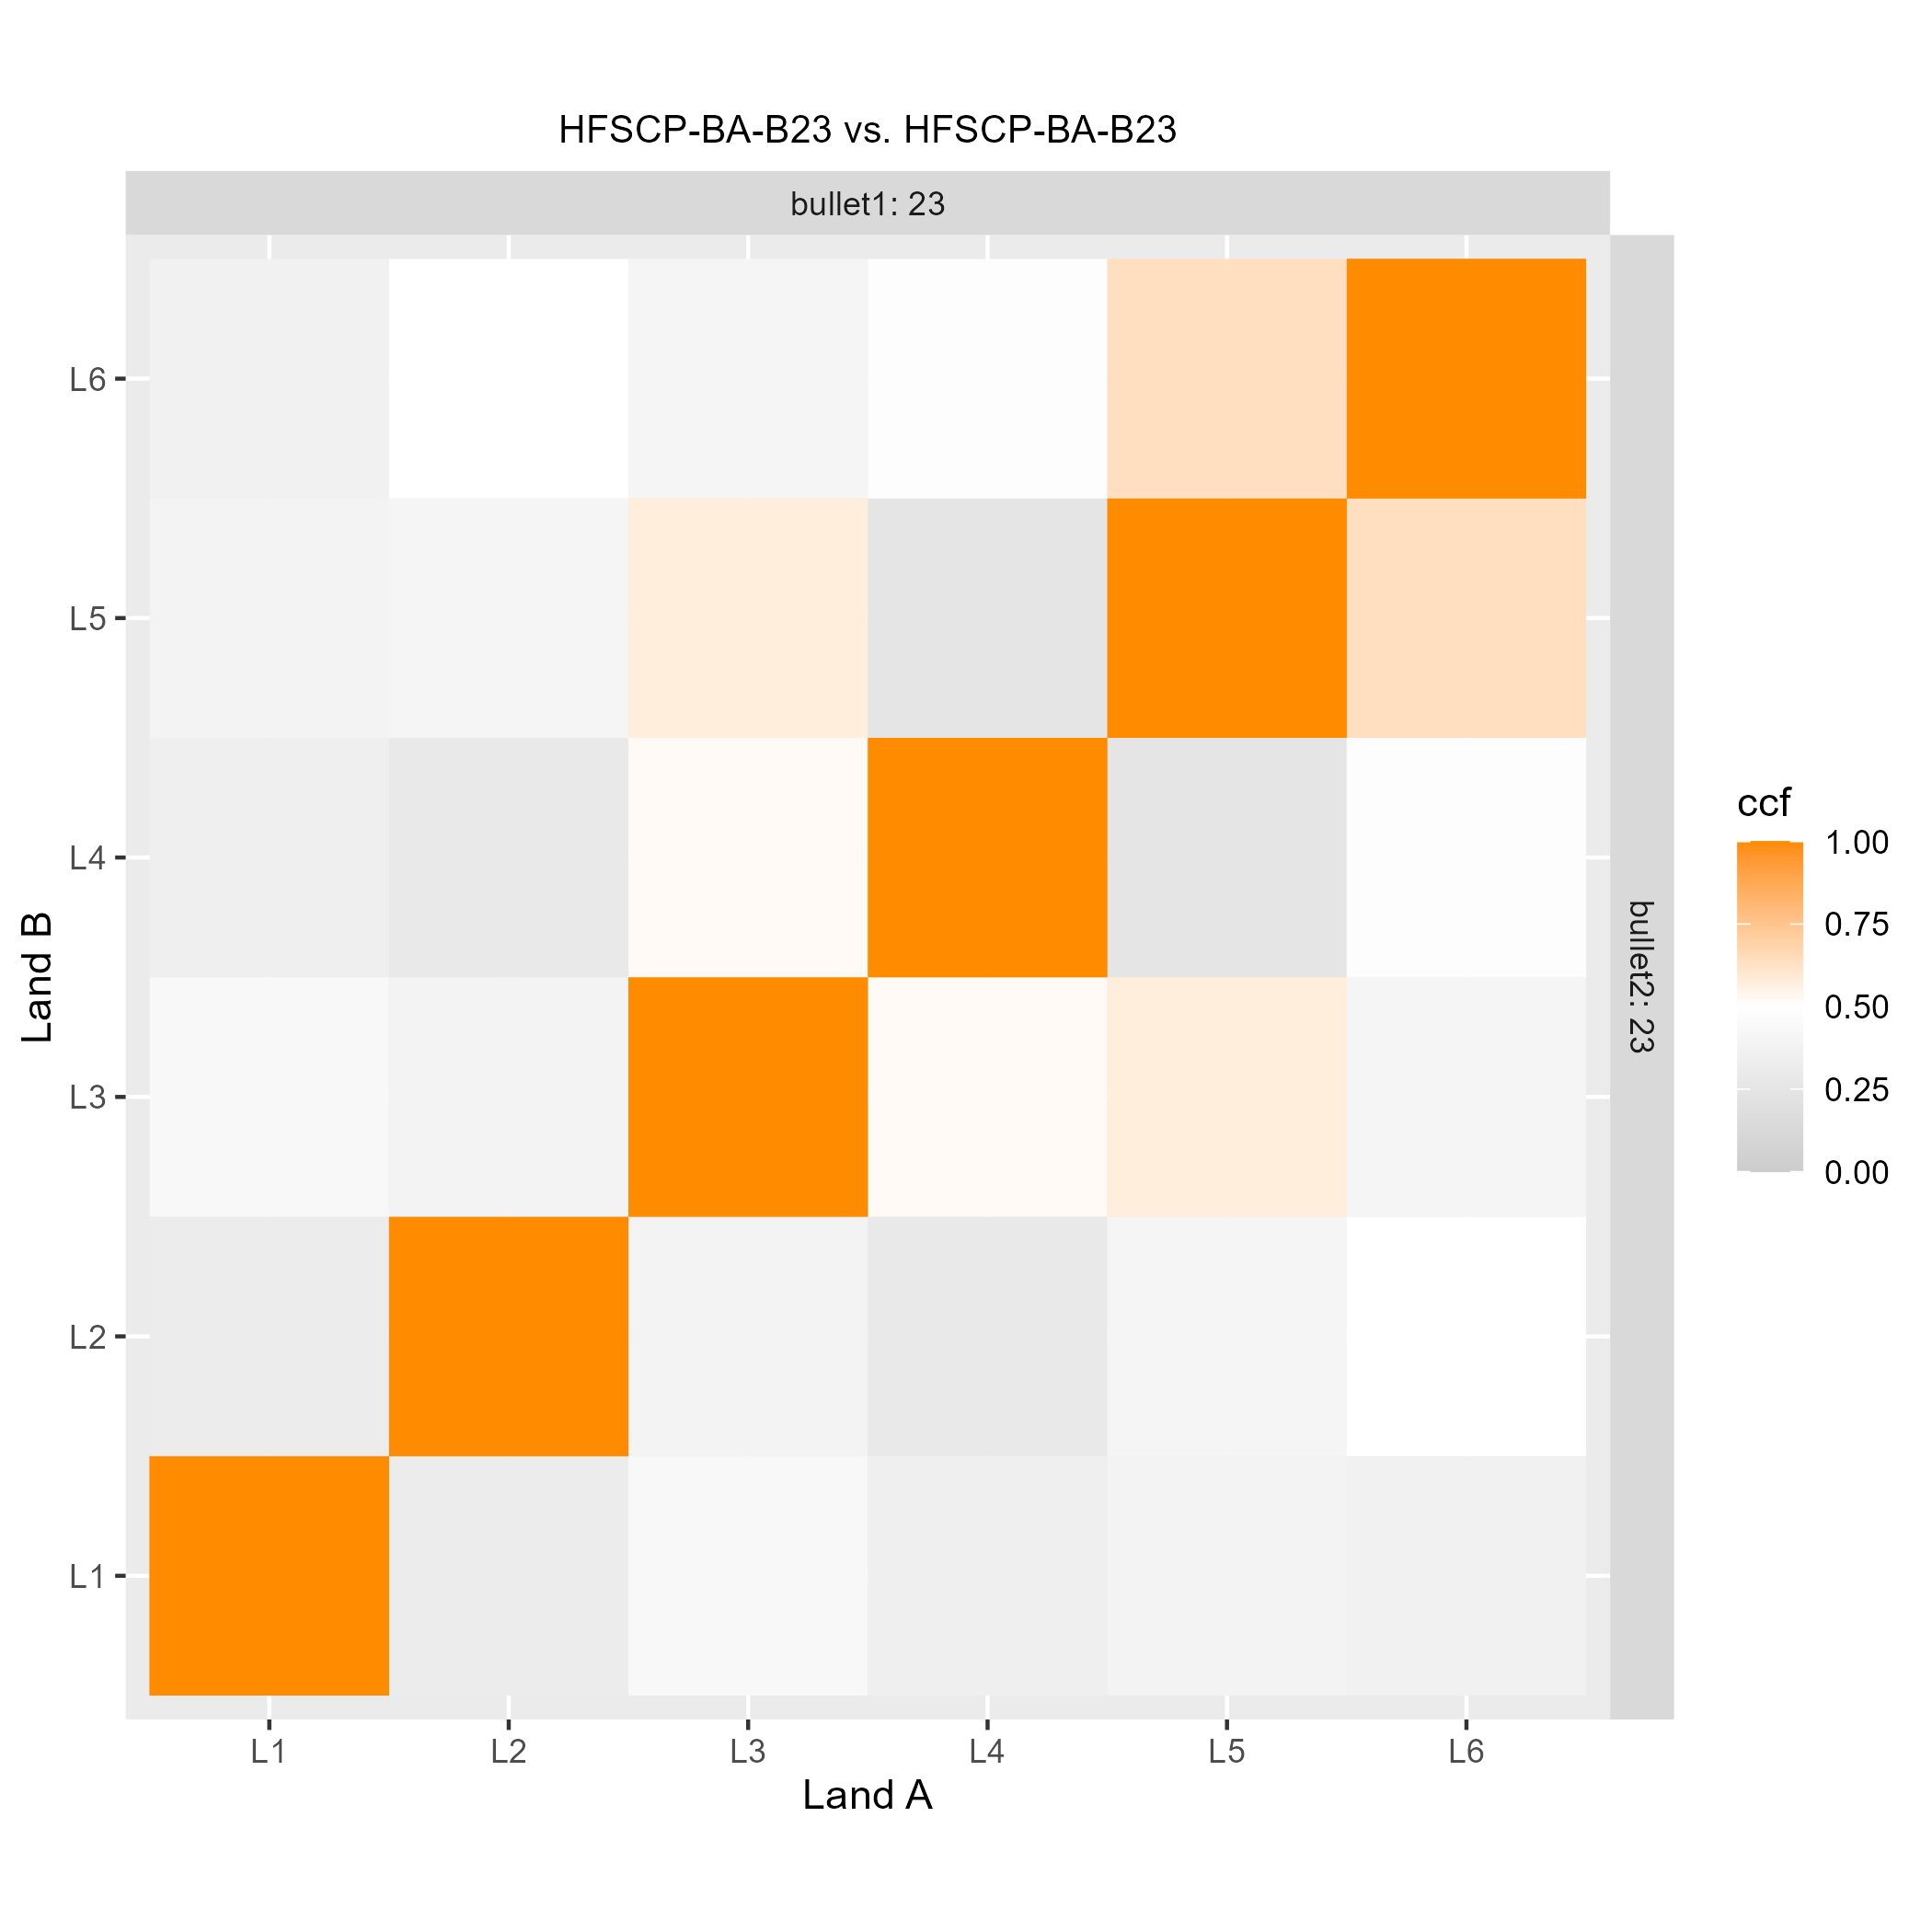 HFSCP-BA-B23 vs. HFSCP-BA-B23
bullet1: 23
L6
L5
L4
L3
L2
L1
Land B
bullet2: 23
L1 L2 L3 L4 L5 L6
Land A
ccf
1.00
0.75
0.50
0.25
0.00